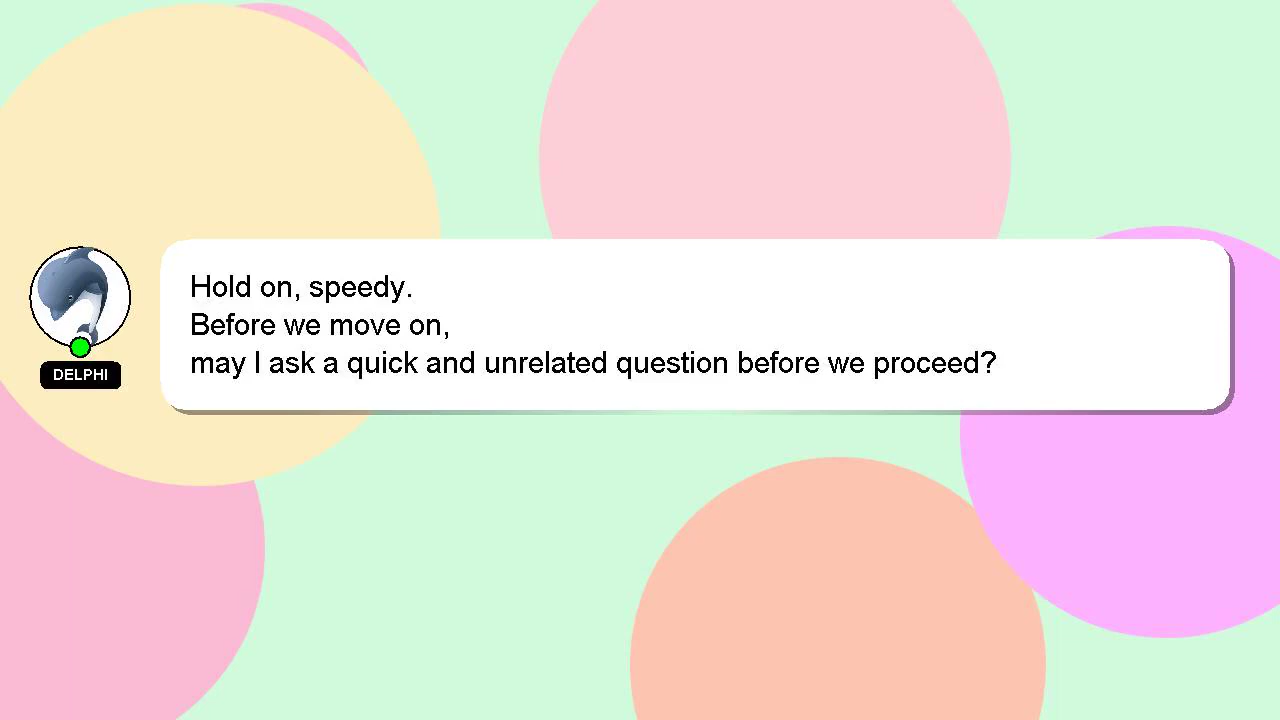 Hold on, speedy.
Before we move on,
may I ask a quick and unrelated question before we proceed?
DELPHI